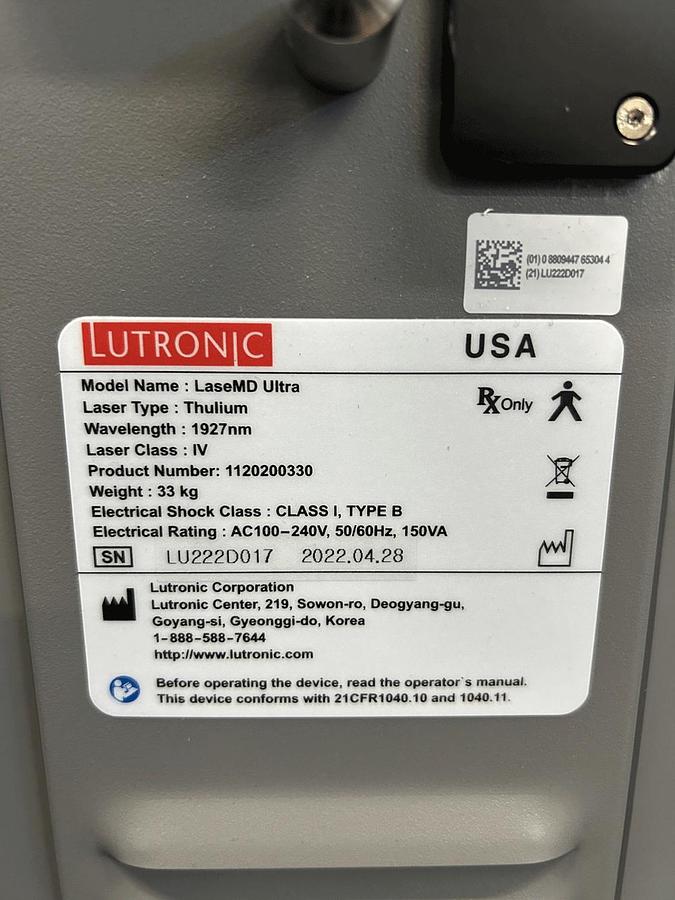 (01) 0 8809447 65304 4
(21) LU222D017
LUTRONIC USA
Model Name : LaseMD Ultra
Laser Type : Thulium
Rx Only
Wavelength : 1927nm
Laser Class : IV
Product Number: 1120200330
Weight : 33 kg
Electrical Shock Class : CLASS I, TYPE B
Electrical Rating : AC100-240V, 50/60Hz, 150VA
SN LU222D017 2022.04.28
Lutronic Corporation
Lutronic Center, 219, Sowon-ro, Deogyang-gu,
Goyang-si, Gyeonggi-do, Korea
1-888-588-7644
http://www.lutronic.com
Before operating the device, read the operator`s manual.
This device conforms with 21CFR1040.10 and 1040.11.